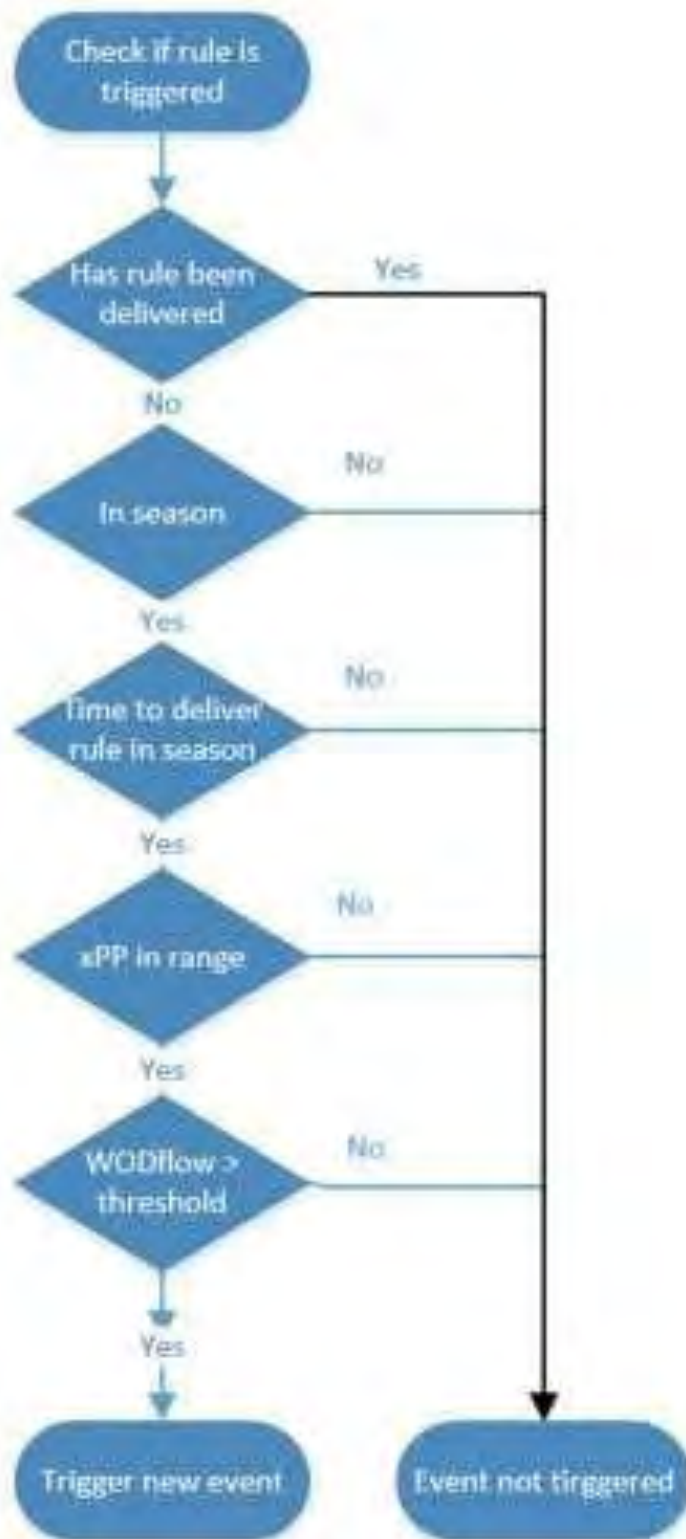 Check if rule is
triggered
Has rule been
delivered
Yes
No
In season
No
Yes
Time to deliver
rule in season
No
Yes
xPP in range
No
Yes
WODflow >
threshold
No
Yes
Trigger new event
Event not tirggered